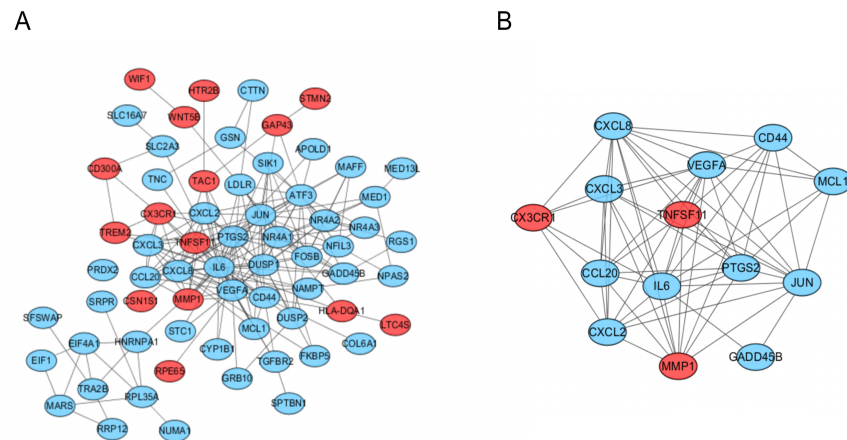 A
B
WIF1
HTR2B
CTTN
STMN2
SLC16A7
WNT5B
GAP43
GSN
SLC2A3
APOLD1
CD300A
SIK1
MAFF
MED13L
TNC
TAC1
LDLR
ATF3
MED1
CX3CR1
CXCL2
JUN
NR4A2
NR4A3
TREM2
TNFSF11
PTGS2
NR4A1
CXCL3
NFIL3
RGS1
FOSB
PRDX2
CCL20
CXCL8
IL6
DUSP1
GADD45B
NPAS2
SRPR
CSN1S1
MMP1
VEGFA
CD44
NAMPT
SFSWAP
STC1
MCL1
DUSP2
HLA-DQA1
LTC4S
EIF4A1
HNRNPA1
CYP1B1
COL6A1
EIF1
RPE65
TGFBR2
FKBP5
TRA2B
GRB10
MARS
RPL35A
SPTBN1
RRP12
NUMA1
CXCL8
CD44
VEGFA
MCL1
CXCL3
CX3CR1
TNFSF11
CCL20
PTGS2
IL6
JUN
CXCL2
GADD45B
MMP1